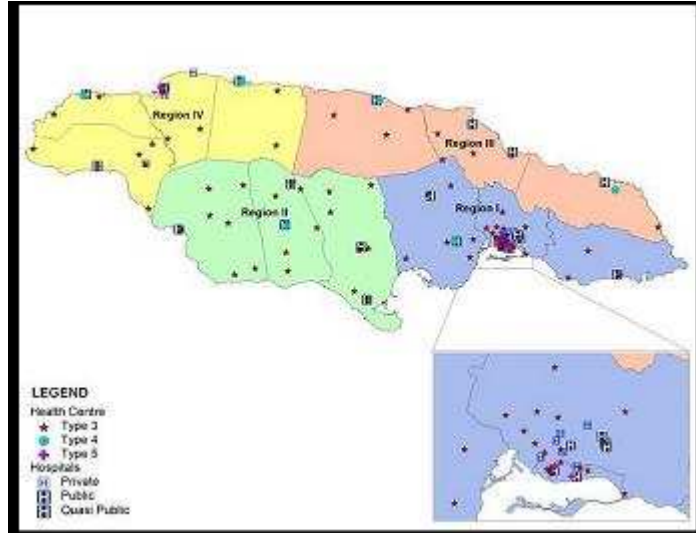 Region IV
Region III
Region I
Region II
LEGEND
Health Centre
Type 3
Type 4
Type 5
Hospitals
H Private
H Public
H Quasi Public